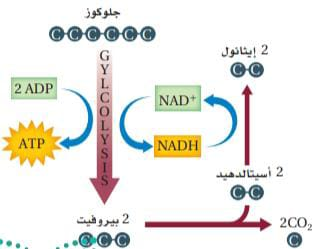 جلوكوز
C C C C C C
GYLCOLYSIS
2 إيثانول
C C
2 ADP
NAD+
ATP
NADH
2 أسيتالدهيد
C C
2 بيروفيت
C C C
2CO₂
C